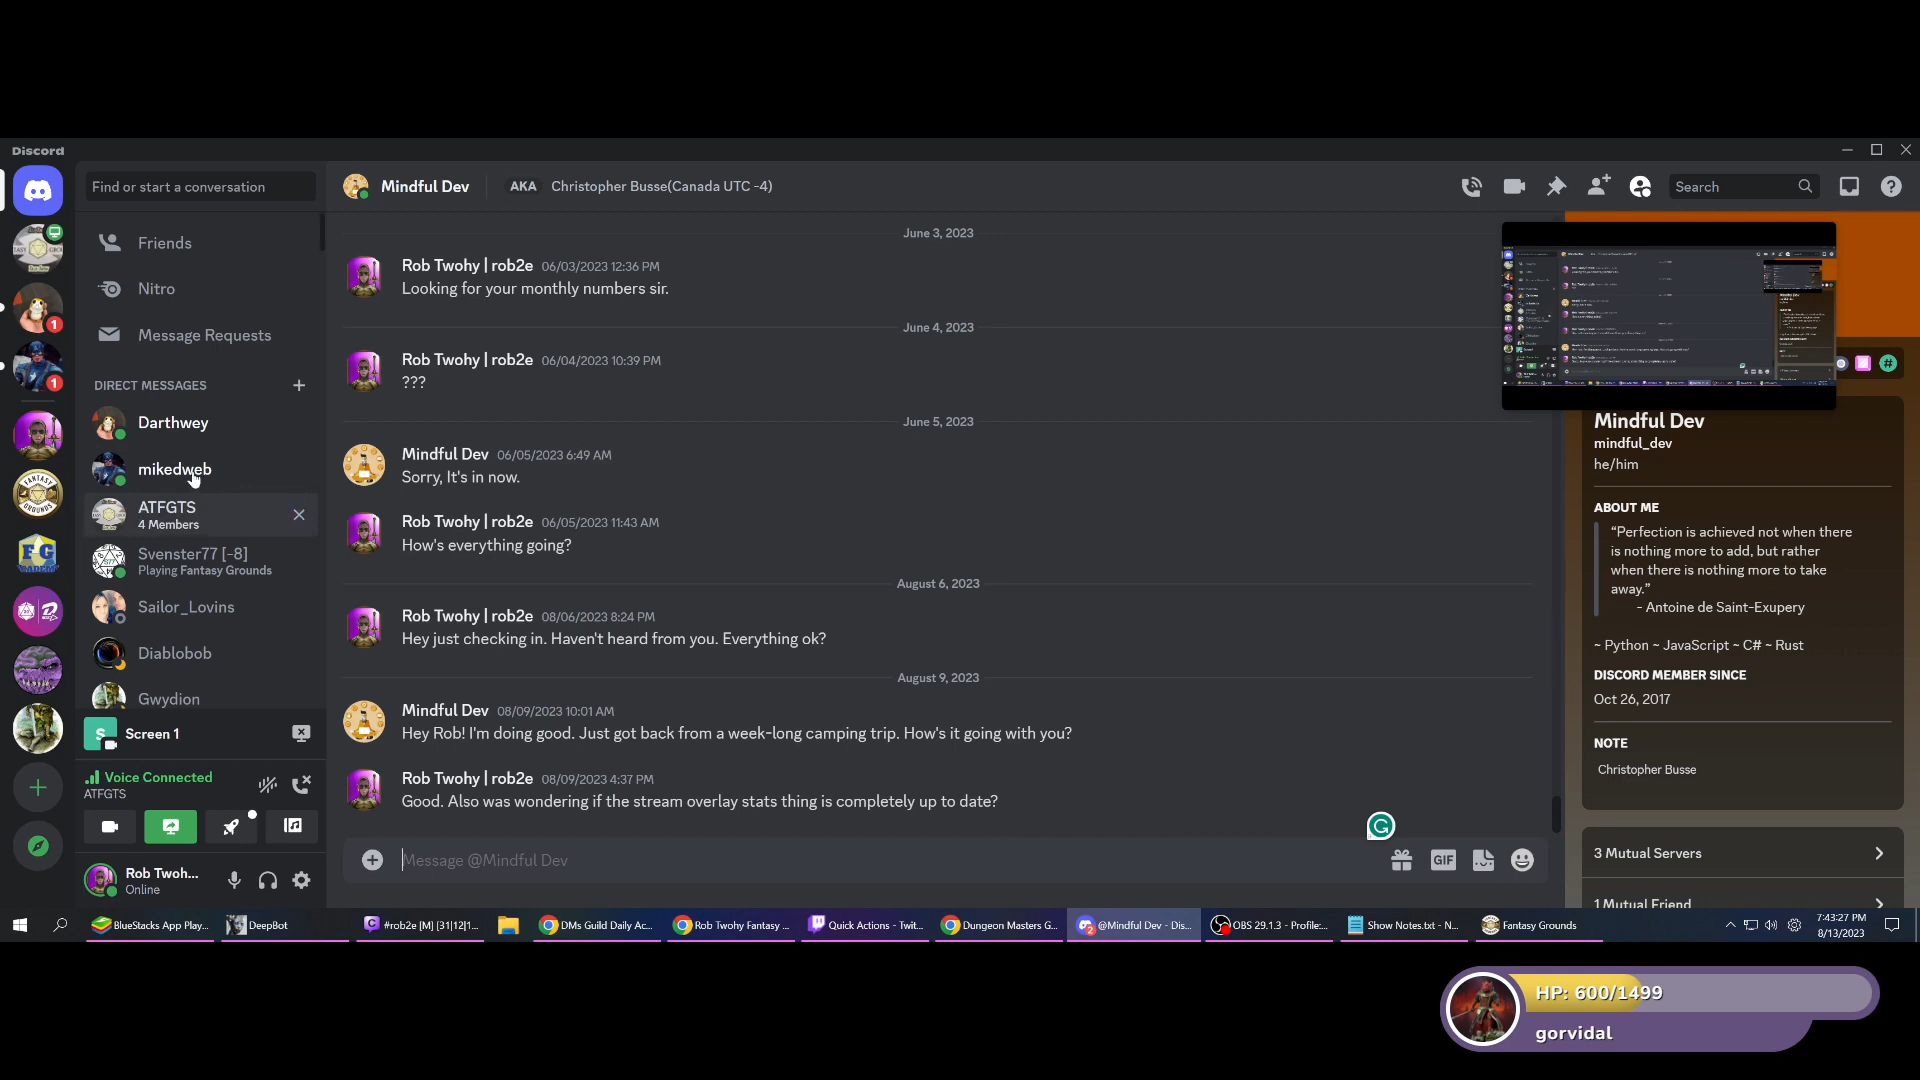 Discord
Find or start a conversation
Mindful Dev
AKA
Christopher Busse(Canada UTC -4)
Search
Friends
Nitro
Message Requests
DIRECT MESSAGES
Darthwey
mikedweb
ATFGTS
4 Members
Svenster77 [-8]
Playing Fantasy Grounds
Sailor_Lovins
Diablobob
Gwydion
Screen 1
Voice Connected
ATFGTS
Rob Twoh...
Online
1
1
FANTASY
GROUNDS
FG
June 3, 2023
Rob Twohy | rob2e 06/03/2023 12:36 PM
Looking for your monthly numbers sir.
June 4, 2023
Rob Twohy | rob2e 06/04/2023 10:39 PM
???
June 5, 2023
Mindful Dev 06/05/2023 6:49 AM
Sorry, It's in now.
Rob Twohy | rob2e 06/05/2023 11:43 AM
How's everything going?
August 6, 2023
Rob Twohy | rob2e 08/06/2023 8:24 PM
Hey just checking in. Haven't heard from you. Everything ok?
August 9, 2023
Mindful Dev 08/09/2023 10:01 AM
Hey Rob! I'm doing good. Just got back from a week-long camping trip. How's it going with you?
Rob Twohy | rob2e 08/09/2023 4:37 PM
Good. Also was wondering if the stream overlay stats thing is completely up to date?
Message @Mindful Dev
GIF
Mindful Dev
mindful_dev
he/him
ABOUT ME
“Perfection is achieved not when there
is nothing more to add, but rather
when there is nothing more to take
away.”
- Antoine de Saint-Exupery
~ Python ~ JavaScript ~ C# ~ Rust
DISCORD MEMBER SINCE
Oct 26, 2017
NOTE
Christopher Busse
3 Mutual Servers
1 Mutual Friend
BlueStacks App Play...
DeepBot
#rob2e [M] [31|12|1...
DMs Guild Daily Ac...
Rob Twohy Fantasy ...
Quick Actions - Twit...
Dungeon Masters G...
@Mindful Dev - Dis...
OBS 29.1.3 - Profile:...
Show Notes.txt - N...
Fantasy Grounds
7:43:27 PM
8/13/2023
HP: 600/1499
gorvidal